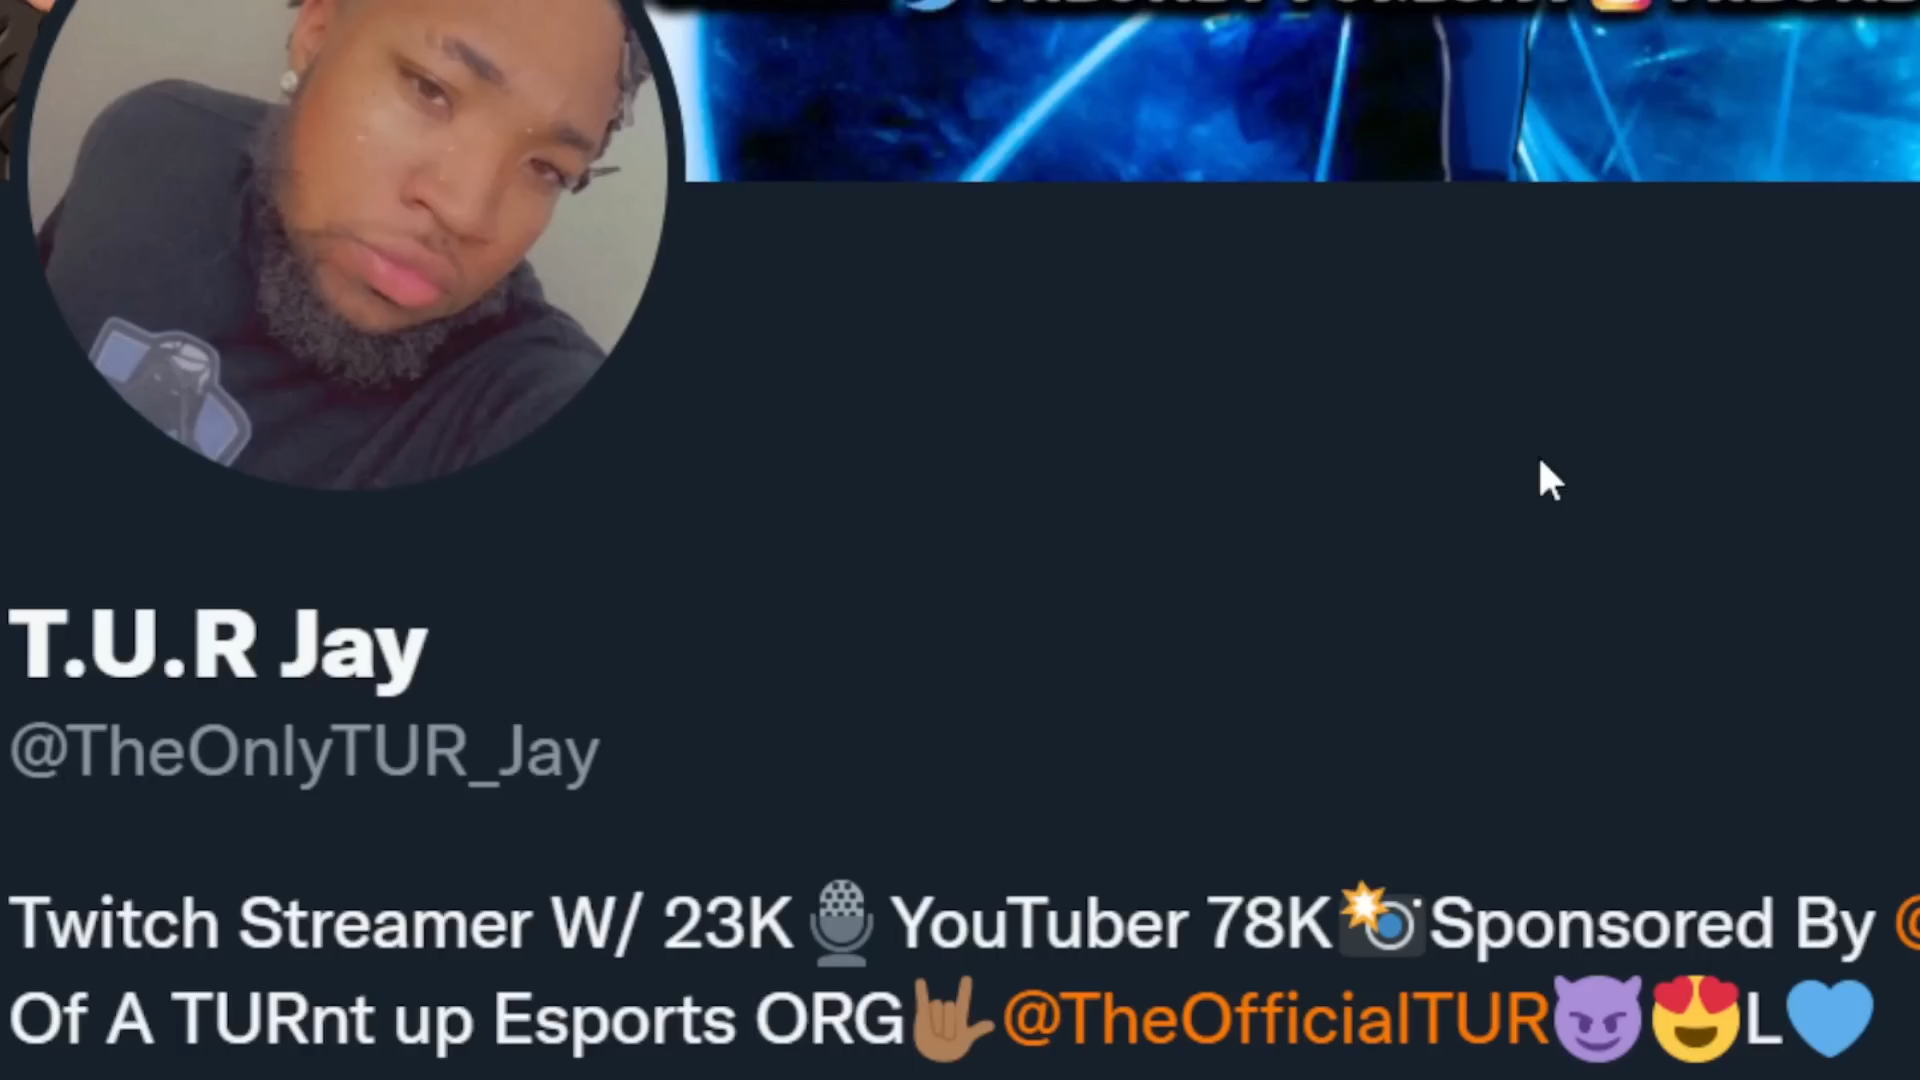 T.U.R Jay
@TheOnlyTUR_Jay
Twitch Streamer W/ 23K🎙️YouTuber 78K📸Sponsored By @
Of A TURnt up Esports ORG🤟🏽@TheOfficialTUR😈😍L💙